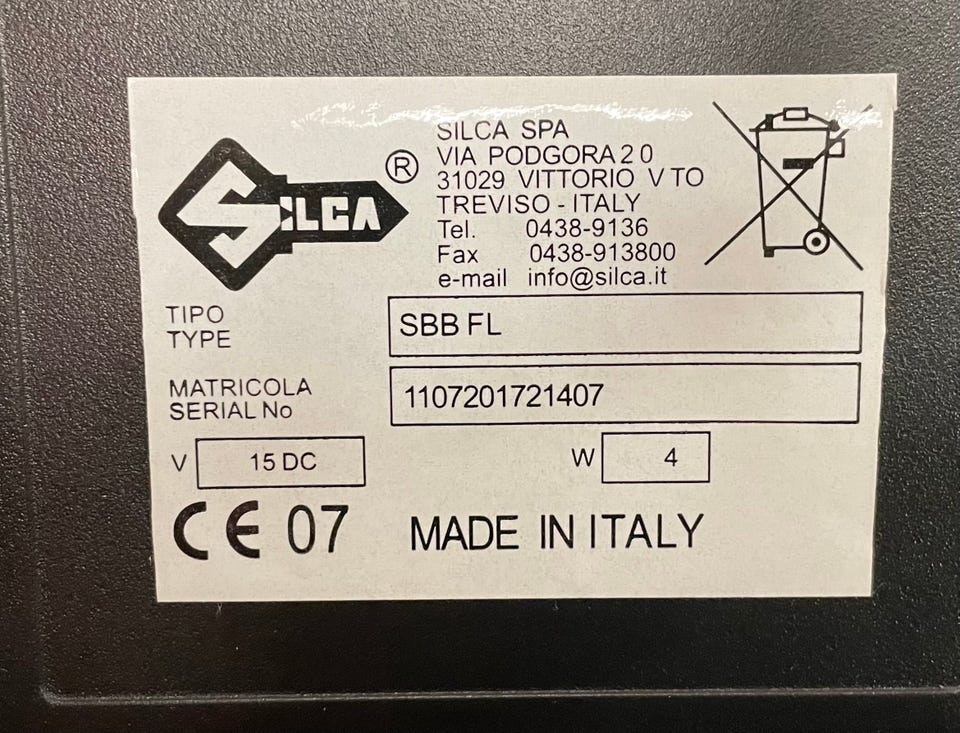 SILCA ®
SILCA SPA
VIA PODGORA 2 0
31029 VITTORIO V TO
TREVISO - ITALY
Tel. 0438-9136
Fax 0438-913800
e-mail info@silca.it
TIPO
TYPE
SBB FL
MATRICOLA
SERIAL No
1107201721407
V 15 DC
W 4
CE 07 MADE IN ITALY